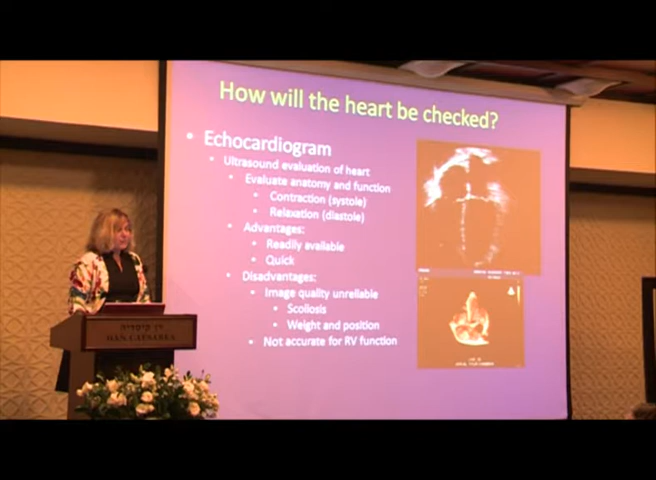 How will the heart be checked?
• Echocardiogram
• Ultrasound evaluation of heart
• Evaluate anatomy and function
• Contraction (systole)
• Relaxation (diastole)
• Advantages:
• Readily available
• Quick
• Disadvantages:
• Image quality unreliable
• Scoliosis
• Weight and position
• Not accurate for RV function
דן קיסריה
DAN CAESAREA